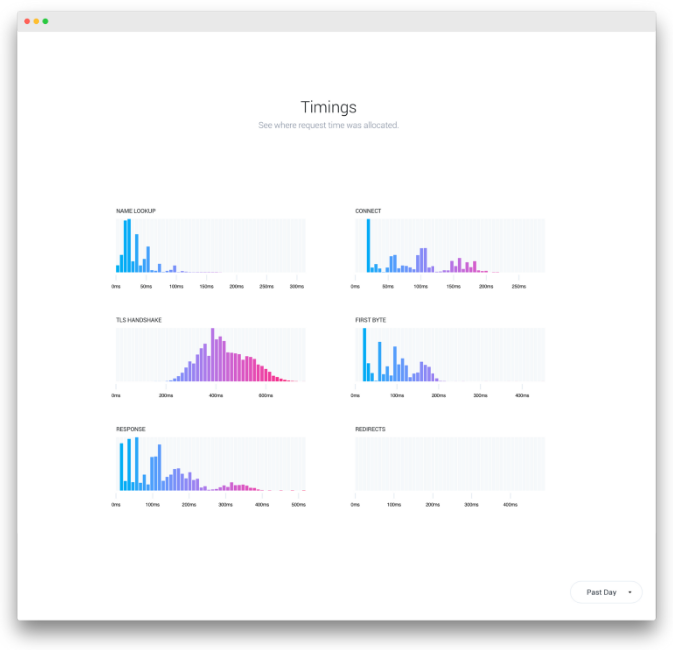 Timings
See where request time was allocated.
NAME LOOKUP
0ms 50ms 100ms 150ms 200ms 250ms 300ms
CONNECT
0ms 50ms 100ms 150ms 200ms 250ms
TLS HANDSHAKE
0ms 200ms 400ms 600ms
FIRST BYTE
0ms 100ms 200ms 300ms 400ms
RESPONSE
0ms 100ms 200ms 300ms 400ms 500ms
REDIRECTS
0ms 100ms 200ms 300ms 400ms
Past Day